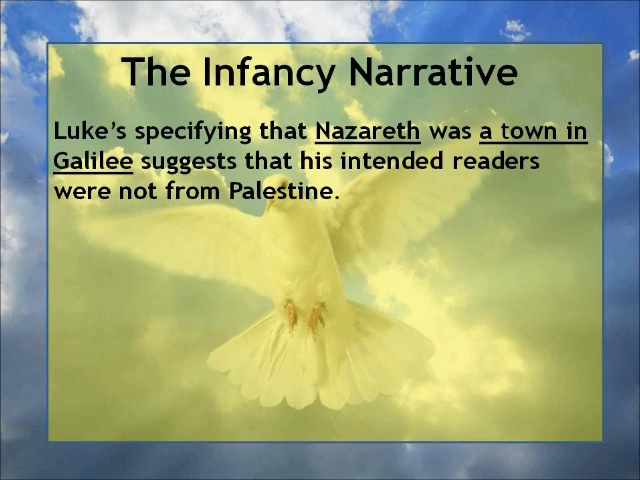 The Infancy Narrative
Luke’s specifying that Nazareth was a town in
Galilee suggests that his intended readers
were not from Palestine.